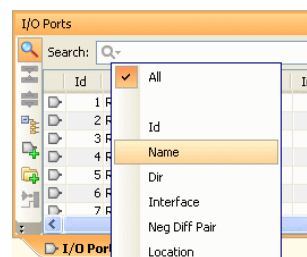 I/O Ports
Search:
Id
All
1 R
2 R
Id
3 R
4 R
Name
5 R
Dir
6 R
Interface
7 R
Neg Diff Pair
I/O Por
Location